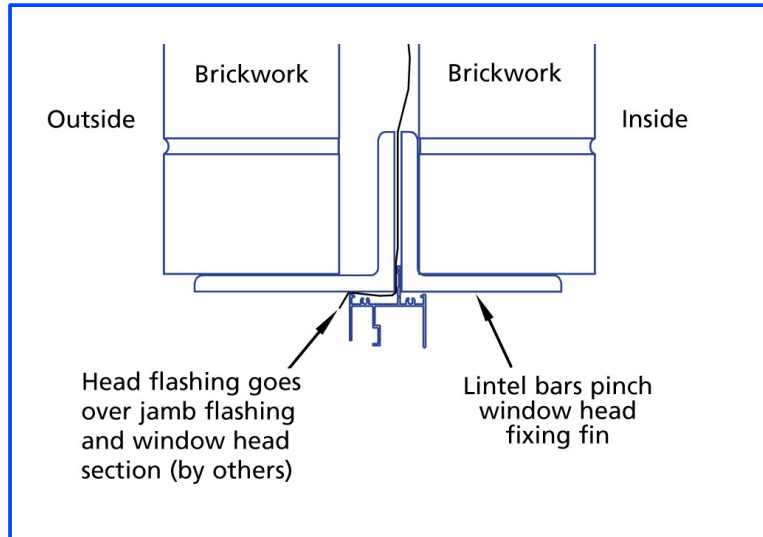 Brickwork
Brickwork
Outside
Inside
Head flashing goes
over jamb flashing
and window head
section (by others)
Lintel bars pinch
window head
fixing fin